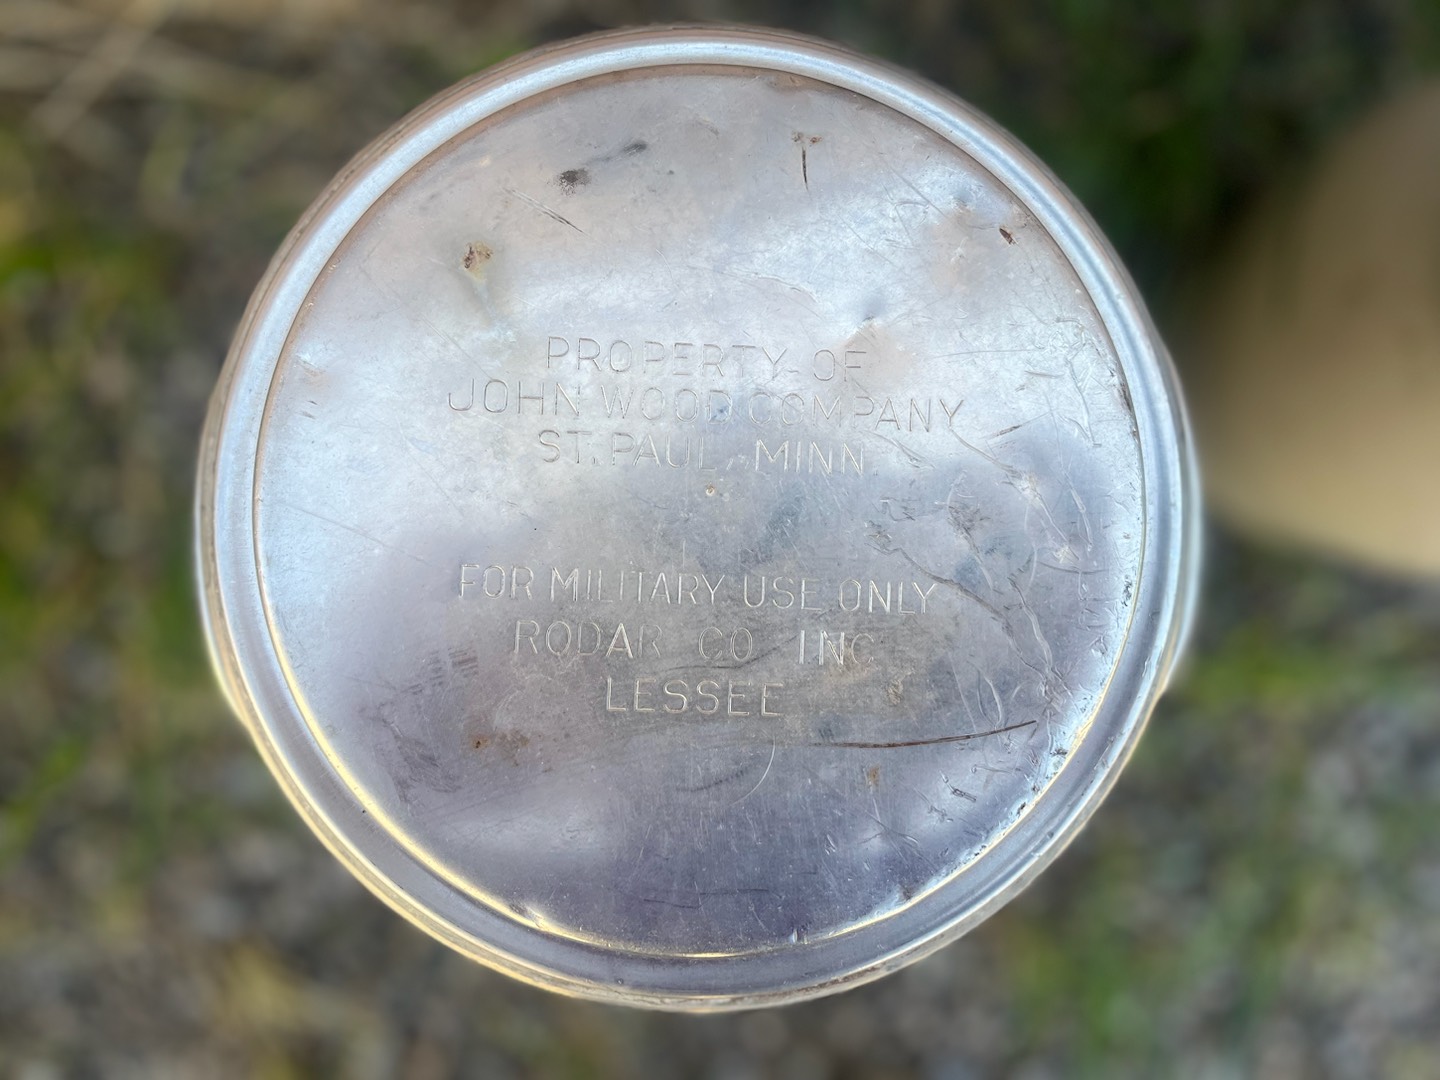 PROPERTY OF
JOHN WOOD COMPANY
ST. PAUL, MINN.
FOR MILITARY USE ONLY
RODAR CO INC
LESSEE